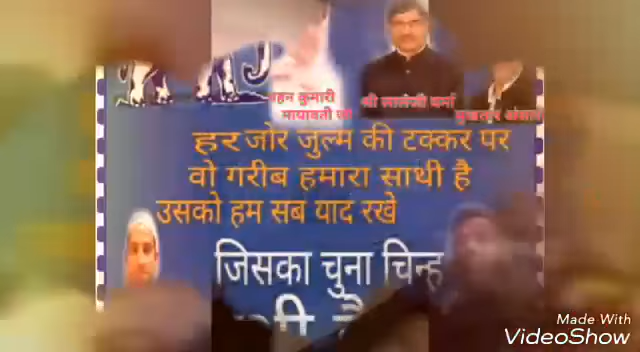 बहन कुमारी
मायावती जी
श्री लालजी वर्मा
मुख्तार अंसारी
हर जोर जुल्म की टक्कर पर
वो गरीब हमारा साथी है
उसको हम सब याद रखे
जिसका चुना चिन्ह
Made With
VideoShow